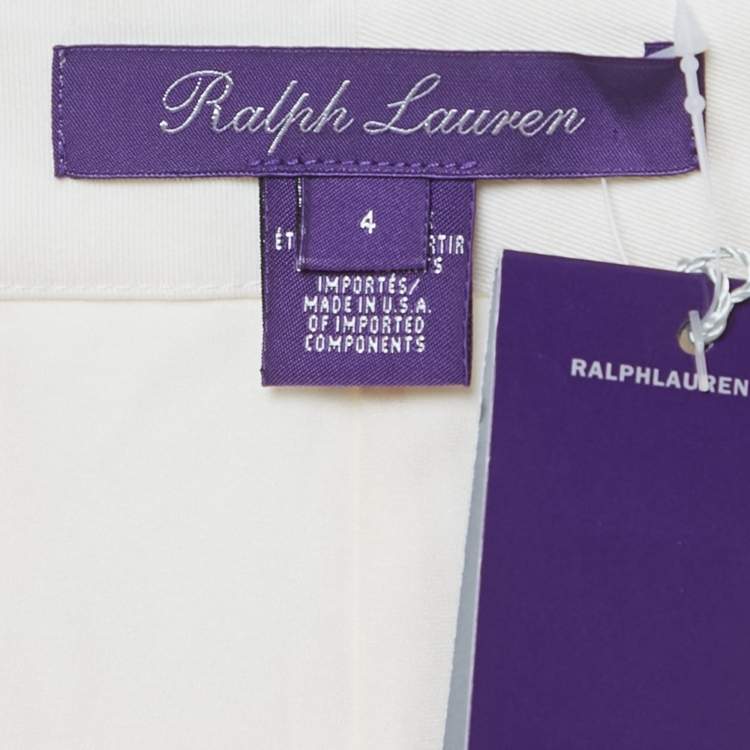 Ralph Lauren
4
IMPORTÉS/
MADE IN U.S.A.
OF IMPORTED
COMPONENTS
RALPHLAUREN